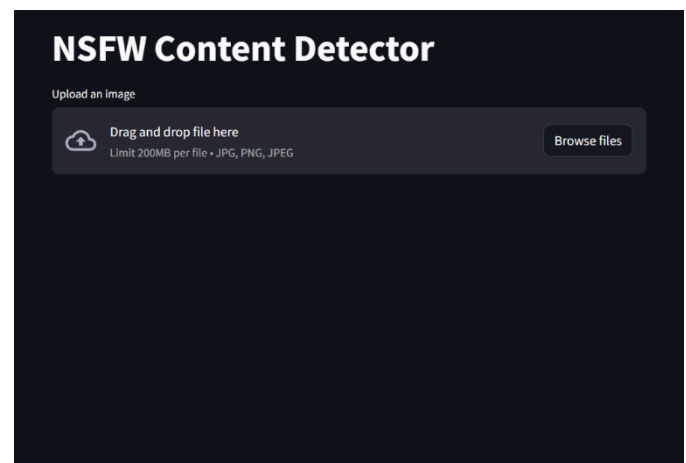 NSFW Content Detector
Upload an image
Drag and drop file here
Limit 200MB per file • JPG, PNG, JPEG
Browse files